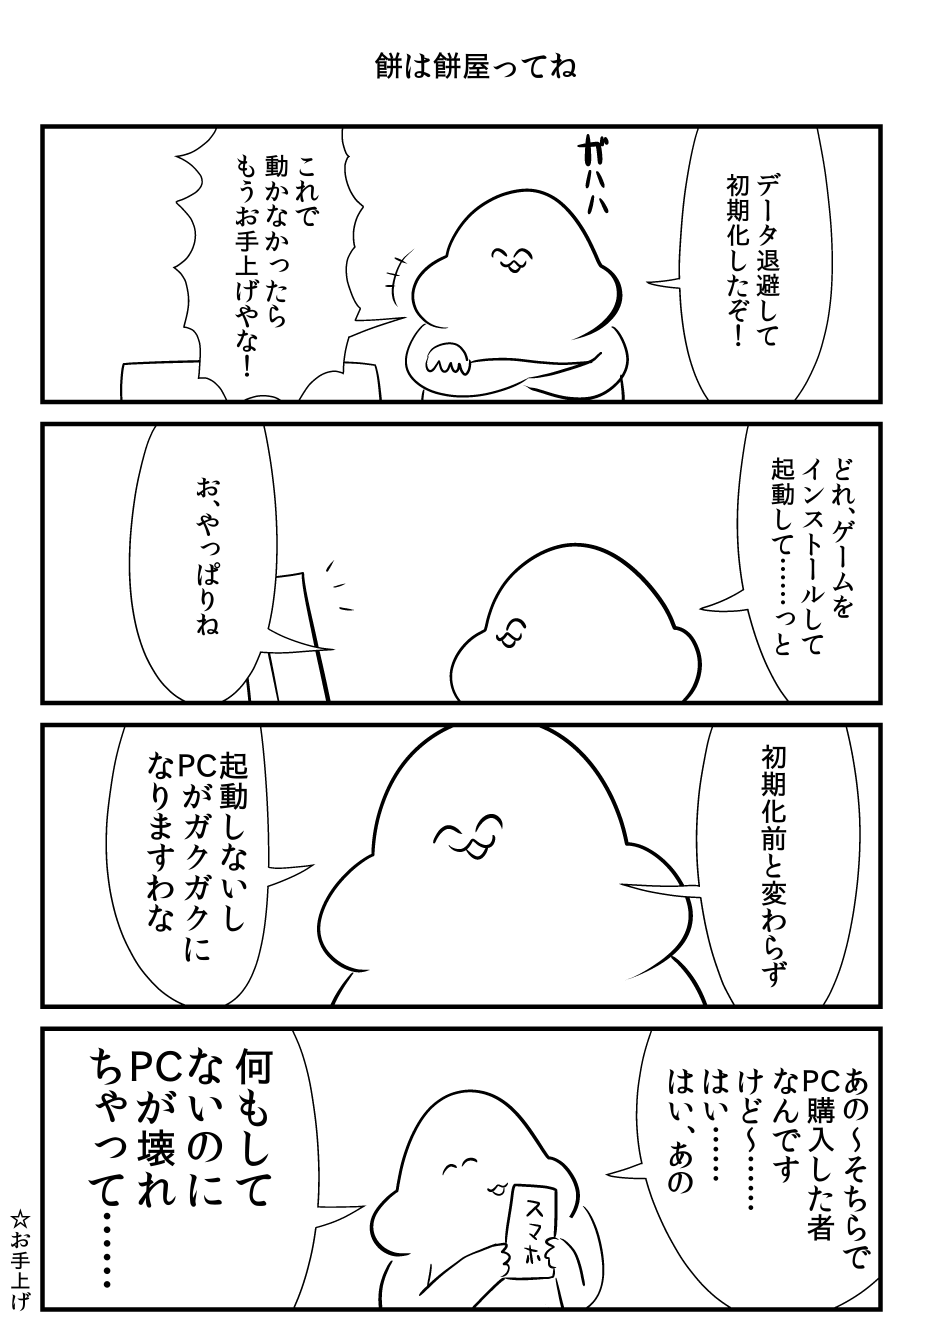 餅は餅屋ってね
データ退避して
初期化したぞ！
ガハハ
これで
動かなかったら
もうお手上げやな！
どれ、ゲームを
インストールして
起動して……っと
お、やっぱりね
初期化前と変わらず
起動しないし
PCがガクガクに
なりますわな
あの～そちらで
PC購入した者
なんです
けど～……
はい……
はい、あの
スマホ
何もして
ないのに
PCが壊れ
ちゃって……
☆お手上げ